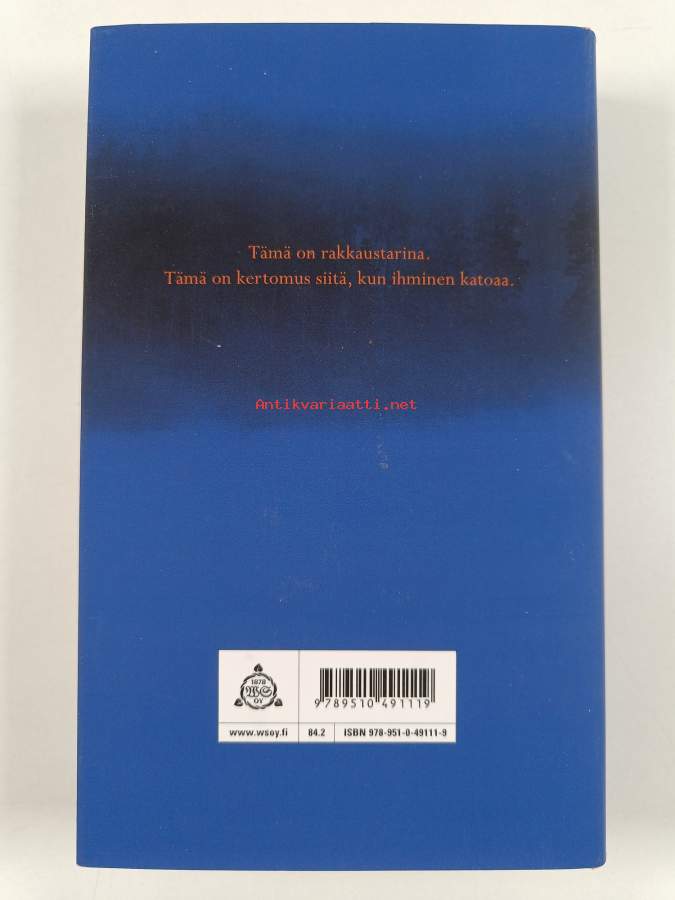 Tämä on rakkaustarina.
Tämä on kertomus siitä, kun ihminen katoaa.
Antikvariaatti.net
1878
WS
OY
9 789510 491119
www.wsoy.fi
84.2
ISBN 978-951-0-49111-9